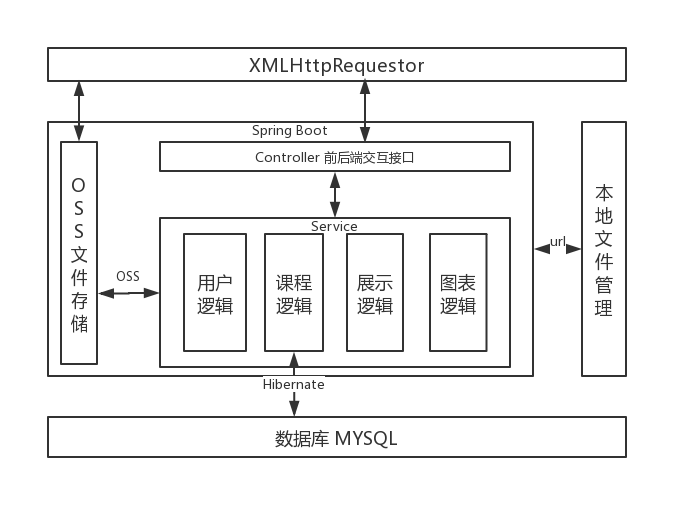 XMLHttpRequestor
Spring Boot
Controller 前后端交互接口
OSS文件存储
OSS
Service
用户
逻辑
课程
逻辑
展示
逻辑
图表
逻辑
url
本地文件管理
Hibernate
数据库 MYSQL